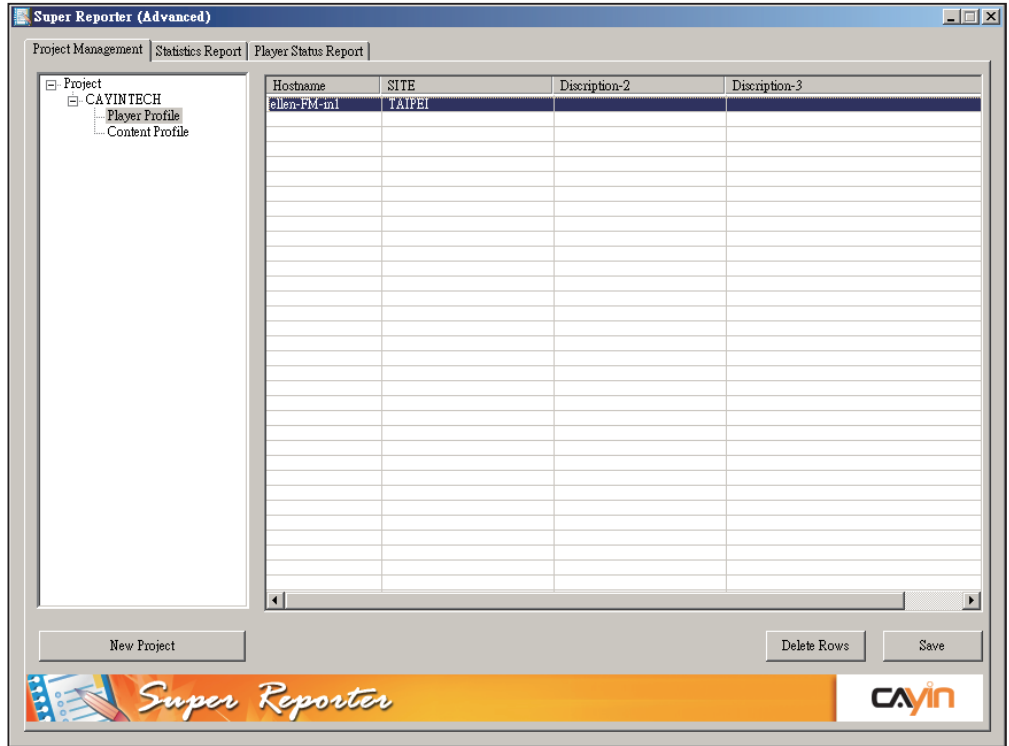 Super Reporter (Advanced)
Project Management Statistics Report Player Status Report
Project
CAYINTECH
Player Profile
Content Profile
Hostname SITE Discription-2 Discription-3
ellen-FM-in1 TAIPEI
New Project Delete Rows Save
Super Reporter CAYIN